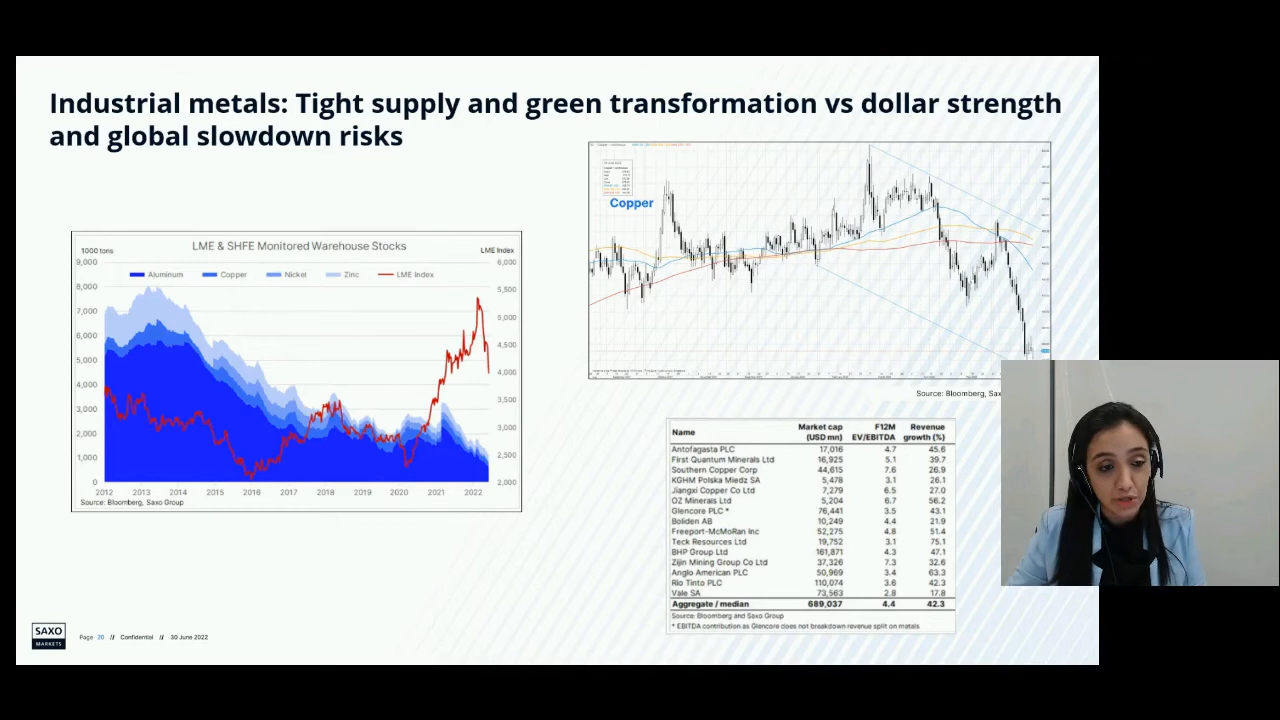 Industrial metals: Tight supply and green transformation vs dollar strength
and global slowdown risks
LME & SHFE Monitored Warehouse Stocks
1000 tons
LME Index
Aluminum Copper Nickel Zinc LME Index
9,000 6,000
8,000 5,500
7,000 5,000
6,000 4,500
5,000 4,000
4,000 3,500
3,000 3,000
2,000 2,500
1,000 2,000
0
2012 2013 2014 2015 2016 2017 2018 2019 2020 2021 2022
Source: Bloomberg, Saxo Group
Copper
Source: Bloomberg, Sax
Name Market cap (USD mn) F12M EV/EBITDA Revenue growth (%)
Antofagasta PLC 17,016 4.7 45.6
First Quantum Minerals Ltd 16,925 5.1 39.7
Southern Copper Corp 44,615 7.6 26.9
KGHM Polska Miedz SA 5,478 3.1 26.1
Jiangxi Copper Co Ltd 7,279 6.5 27.0
OZ Minerals Ltd 5,204 6.7 56.2
Glencore PLC * 76,441 3.5 43.1
Boliden AB 10,249 4.4 21.9
Freeport-McMoRan Inc 52,275 4.8 51.4
Teck Resources Ltd 19,752 3.1 75.1
BHP Group Ltd 161,871 4.3 47.1
Zijin Mining Group Co Ltd 37,326 7.3 32.6
Anglo American PLC 50,969 3.4 63.3
Rio Tinto PLC 110,074 3.6 42.3
Vale SA 73,563 2.8 17.8
Aggregate / median 689,037 4.4 42.3
Source: Bloomberg and Saxo Group
* EBITDA contribution as Glencore does not breakdown revenue split on metals
SAXO
MARKETS
Page 20 // Confidential // 30 June 2022